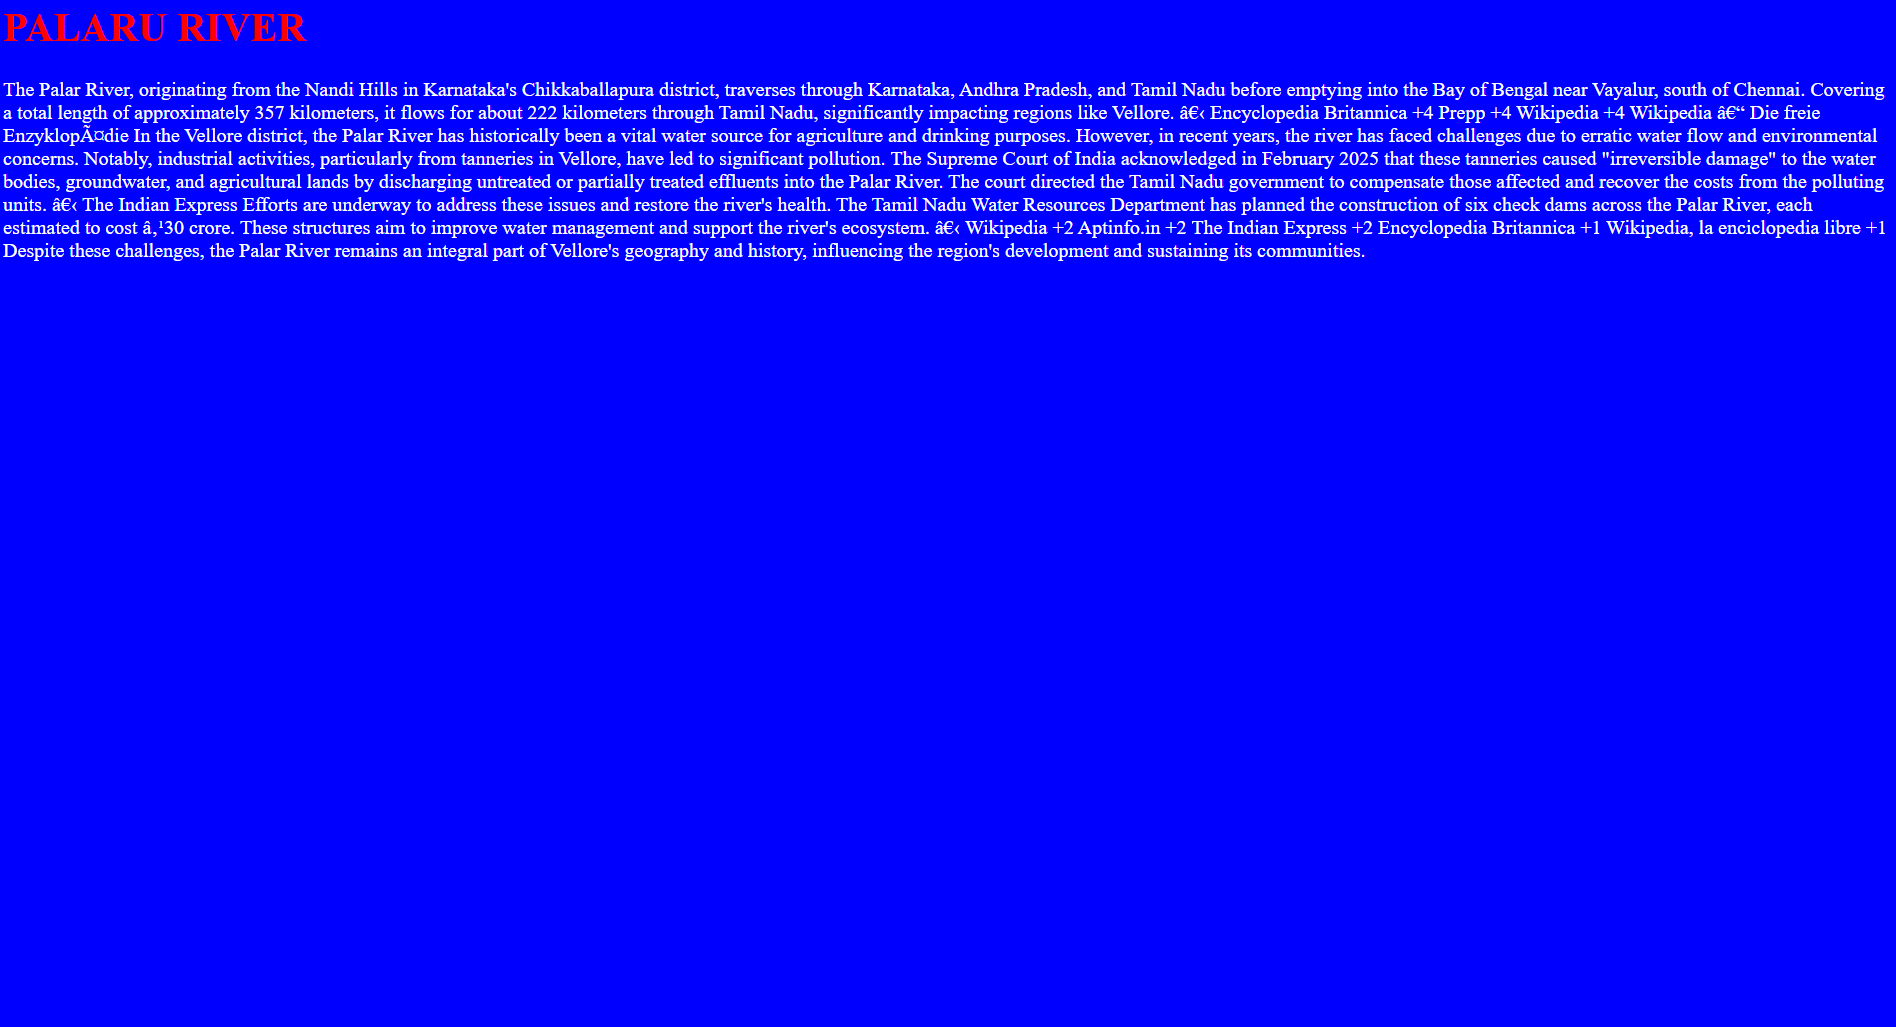 PALARU RIVER
The Palar River, originating from the Nandi Hills in Karnataka's Chikkaballapura district, traverses through Karnataka, Andhra Pradesh, and Tamil Nadu before emptying into the Bay of Bengal near Vayalur, south of Chennai. Covering
a total length of approximately 357 kilometers, it flows for about 222 kilometers through Tamil Nadu, significantly impacting regions like Vellore. â€‹ Encyclopedia Britannica +4 Prepp +4 Wikipedia +4 Wikipedia â€“ Die freie
EnzyklopÃ¤die In the Vellore district, the Palar River has historically been a vital water source for agriculture and drinking purposes. However, in recent years, the river has faced challenges due to erratic water flow and environmental
concerns. Notably, industrial activities, particularly from tanneries in Vellore, have led to significant pollution. The Supreme Court of India acknowledged in February 2025 that these tanneries caused "irreversible damage" to the water
bodies, groundwater, and agricultural lands by discharging untreated or partially treated effluents into the Palar River. The court directed the Tamil Nadu government to compensate those affected and recover the costs from the polluting
units. â€‹ The Indian Express Efforts are underway to address these issues and restore the river's health. The Tamil Nadu Water Resources Department has planned the construction of six check dams across the Palar River, each
estimated to cost â‚¹30 crore. These structures aim to improve water management and support the river's ecosystem. â€‹ Wikipedia +2 Aptinfo.in +2 The Indian Express +2 Encyclopedia Britannica +1 Wikipedia, la enciclopedia libre +1
Despite these challenges, the Palar River remains an integral part of Vellore's geography and history, influencing the region's development and sustaining its communities.